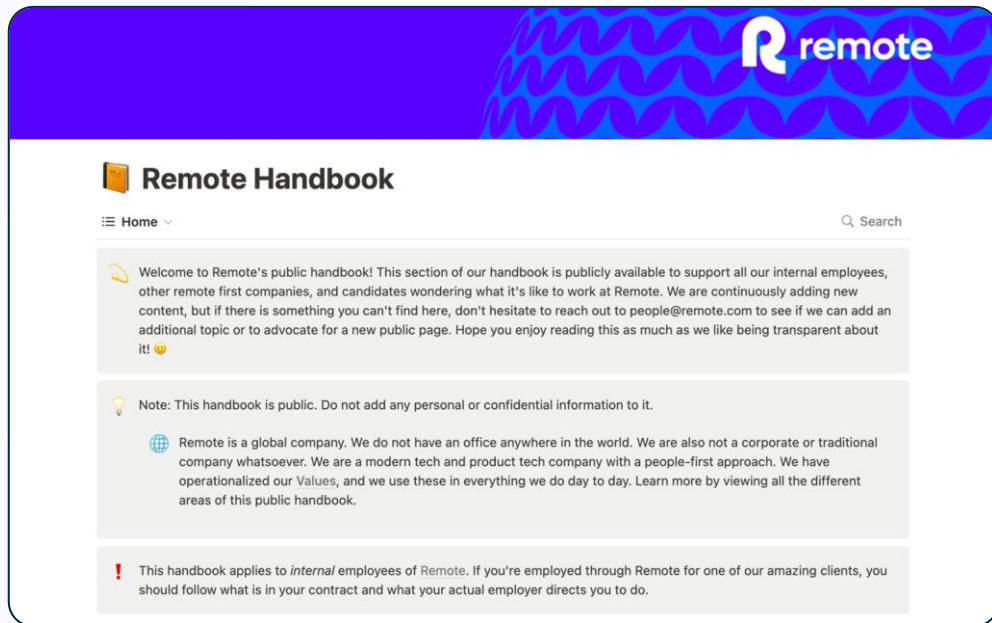 remote
Remote Handbook
Home
Search
Welcome to Remote's public handbook! This section of our handbook is publicly available to support all our internal employees,
other remote first companies, and candidates wondering what it's like to work at Remote. We are continuously adding new
content, but if there is something you can't find here, don't hesitate to reach out to people@remote.com to see if we can add an
additional topic or to advocate for a new public page. Hope you enjoy reading this as much as we like being transparent about
it! 😀
Note: This handbook is public. Do not add any personal or confidential information to it.
Remote is a global company. We do not have an office anywhere in the world. We are also not a corporate or traditional
company whatsoever. We are a modern tech and product tech company with a people-first approach. We have
operationalized our Values, and we use these in everything we do day to day. Learn more by viewing all the different
areas of this public handbook.
This handbook applies to internal employees of Remote. If you're employed through Remote for one of our amazing clients, you
should follow what is in your contract and what your actual employer directs you to do.